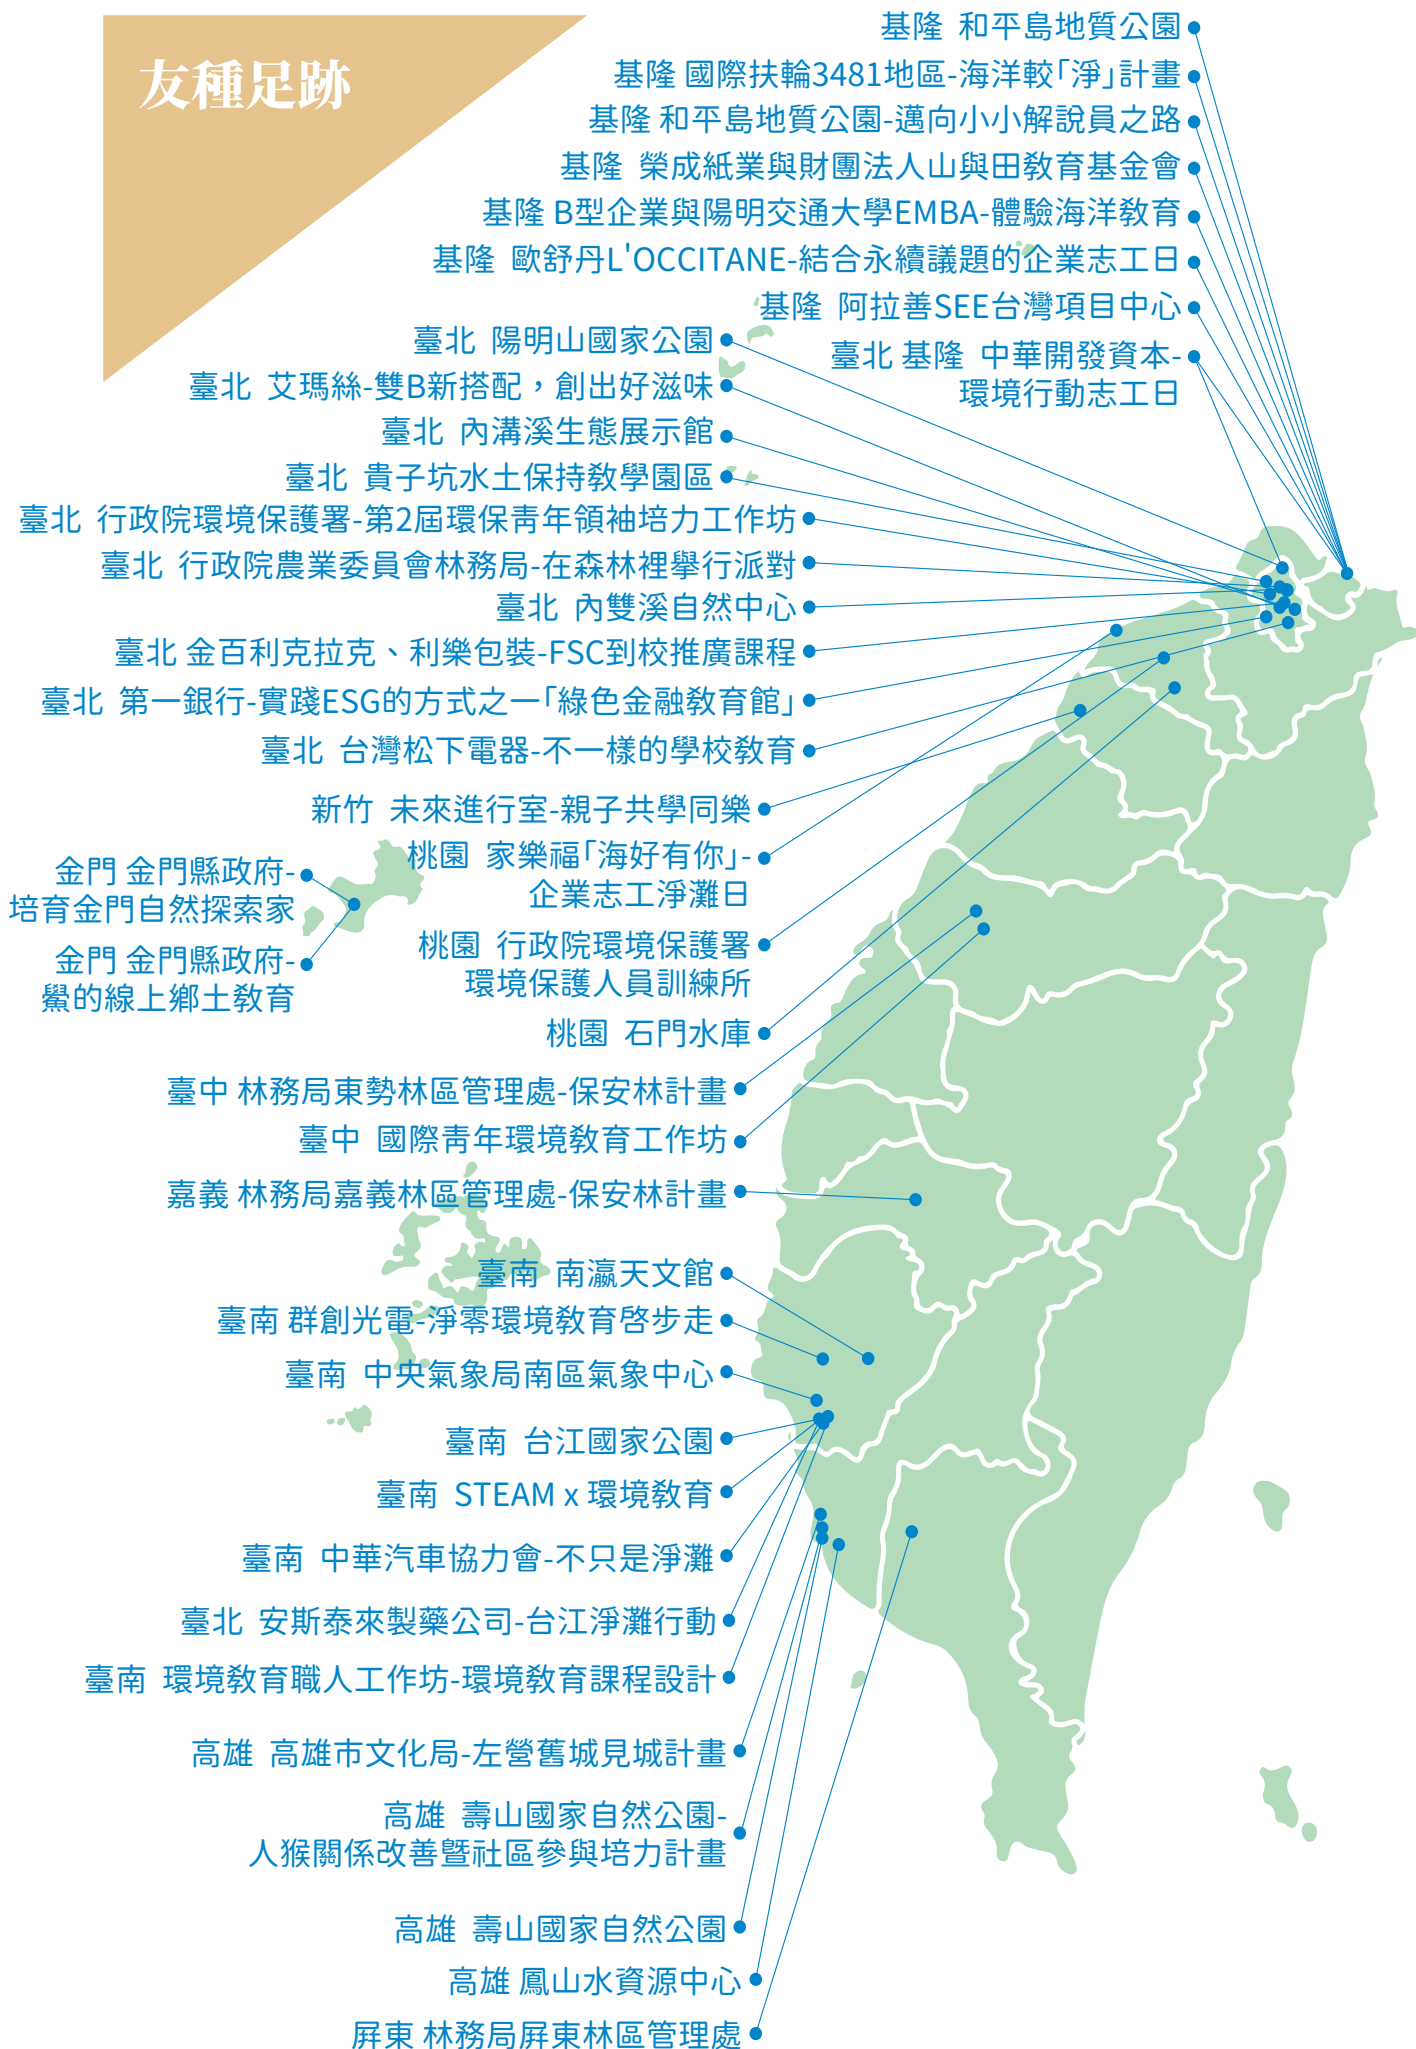 友種足跡
基隆 和平島地質公園
基隆 國際扶輪3481地區-海洋較「淨」計畫
基隆 和平島地質公園-邁向小小解說員之路
基隆 榮成紙業與財團法人山與田教育基金會
基隆 B型企業與陽明交通大學EMBA-體驗海洋教育
基隆 歐舒丹L'OCCITANE-結合永續議題的企業志工日
基隆 阿拉善SEE台灣項目中心
臺北 基隆 中華開發資本-
環境行動志工日
臺北 陽明山國家公園
臺北 艾瑪絲-雙B新搭配，創出好滋味
臺北 內溝溪生態展示館
臺北 貴子坑水土保持教學園區
臺北 行政院環境保護署-第2屆環保青年領袖培力工作坊
臺北 行政院農業委員會林務局-在森林裡舉行派對
臺北 內雙溪自然中心
臺北 金百利克拉克、利樂包裝-FSC到校推廣課程
臺北 第一銀行-實踐ESG的方式之一「綠色金融教育館」
臺北 台灣松下電器-不一樣的學校教育
新竹 未來進行室-親子共學同樂
桃園 家樂福「海好有你」-
企業志工淨灘日
桃園 行政院環境保護署
環境保護人員訓練所
桃園 石門水庫
金門 金門縣政府-
培育金門自然探索家
金門 金門縣政府-
鱟的線上鄉土教育
臺中 林務局東勢林區管理處-保安林計畫
臺中 國際青年環境教育工作坊
嘉義 林務局嘉義林區管理處-保安林計畫
臺南 南瀛天文館
臺南 群創光電-淨零環境教育啓步走
臺南 中央氣象局南區氣象中心
臺南 台江國家公園
臺南 STEAM x 環境教育
臺南 中華汽車協力會-不只是淨灘
臺北 安斯泰來製藥公司-台江淨灘行動
臺南 環境教育職人工作坊-環境教育課程設計
高雄 高雄市文化局-左營舊城見城計畫
高雄 壽山國家自然公園-
人猴關係改善暨社區參與培力計畫
高雄 壽山國家自然公園
高雄 鳳山水資源中心
屏東 林務局屏東林區管理處